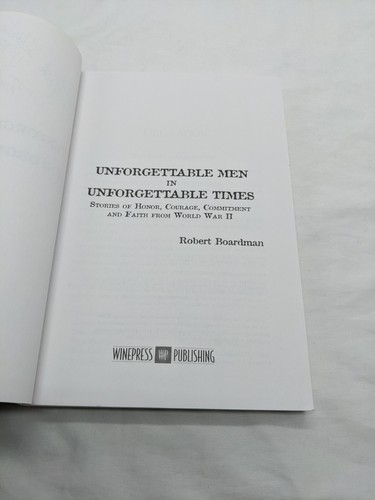 UNFORGETTABLE MEN
IN
UNFORGETTABLE TIMES
STORIES OF HONOR, COURAGE, COMMITMENT
AND FAITH FROM WORLD WAR II
Robert Boardman
WINEPRESS WP PUBLISHING